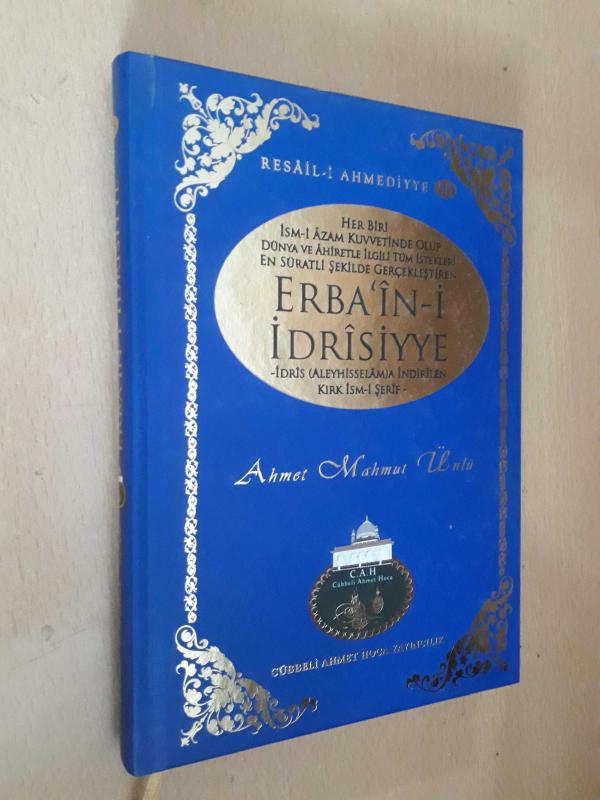 RESÂİL-İ AHMEDİYYE
HER BİRİ
İSM-İ ÂZAM KUVVETİNDE OLUP
DÜNYA VE ÂHİRETLE İLGİLİ TÜM İSTEKLERİ
EN SÜRATLİ ŞEKİLDE GERÇEKLEŞTİREN
ERBA'ÎN-İ
İDRÎSİYYE
-İDRÎS (ALEYHİSSELÂM)A İNDİRİLEN
KIRK İSM-İ ŞERÎF-
Ahmet Mahmut Ünlü
C.A.H
Cübbeli Ahmet Hoca
CÜBBELİ AHMET HOCA YAYINCILIK